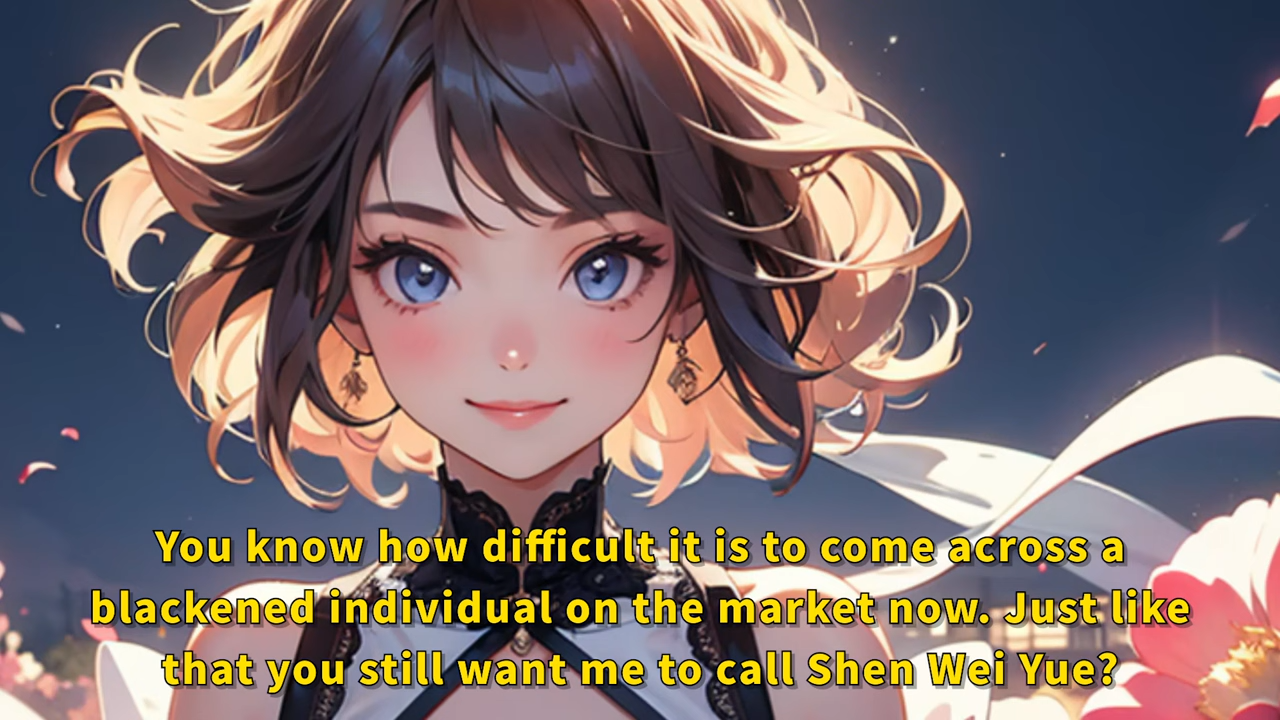 You know how difficult it is to come across a
blackened individual on the market now. Just like
that you still want me to call Shen Wei Yue?